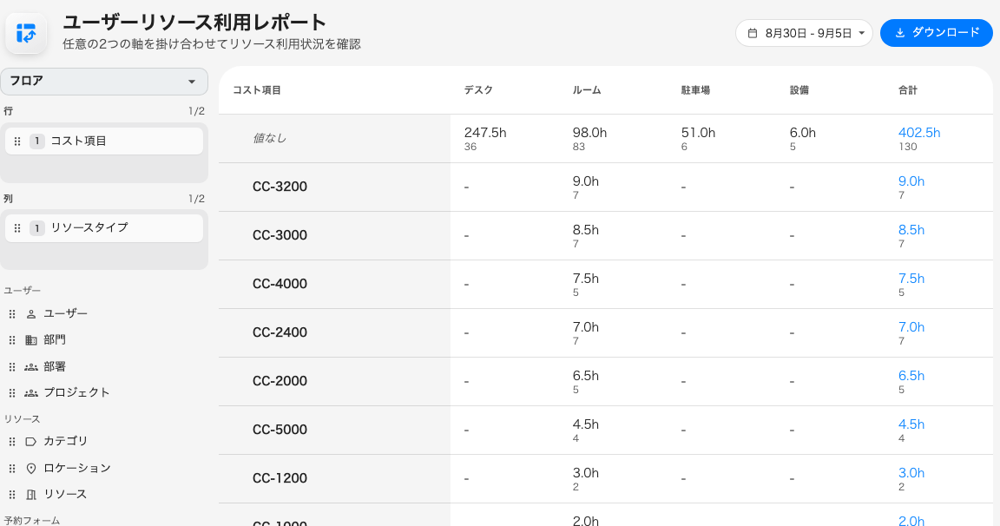 ユーザーリソース利用レポート
任意の2つの軸を掛け合わせてリソース利用状況を確認
8月30日 - 9月5日
ダウンロード
フロア
行 1/2
1 コスト項目
列 1/2
1 リソースタイプ
ユーザー
ユーザー
部門
部署
プロジェクト
リソース
カテゴリ
ロケーション
リソース
予約フォーム
コスト項目 デスク ルーム 駐車場 設備 合計
値なし 247.5h 98.0h 51.0h 6.0h 402.5h
36 83 6 5 130
CC-3200 - 9.0h - - 9.0h
7 7
CC-3000 - 8.5h - - 8.5h
7 7
CC-4000 - 7.5h - - 7.5h
5 5
CC-2400 - 7.0h - - 7.0h
7 7
CC-2000 - 6.5h - - 6.5h
5 5
CC-5000 - 4.5h - - 4.5h
4 4
CC-1200 - 3.0h - - 3.0h
2 2
2.0h 2.0h